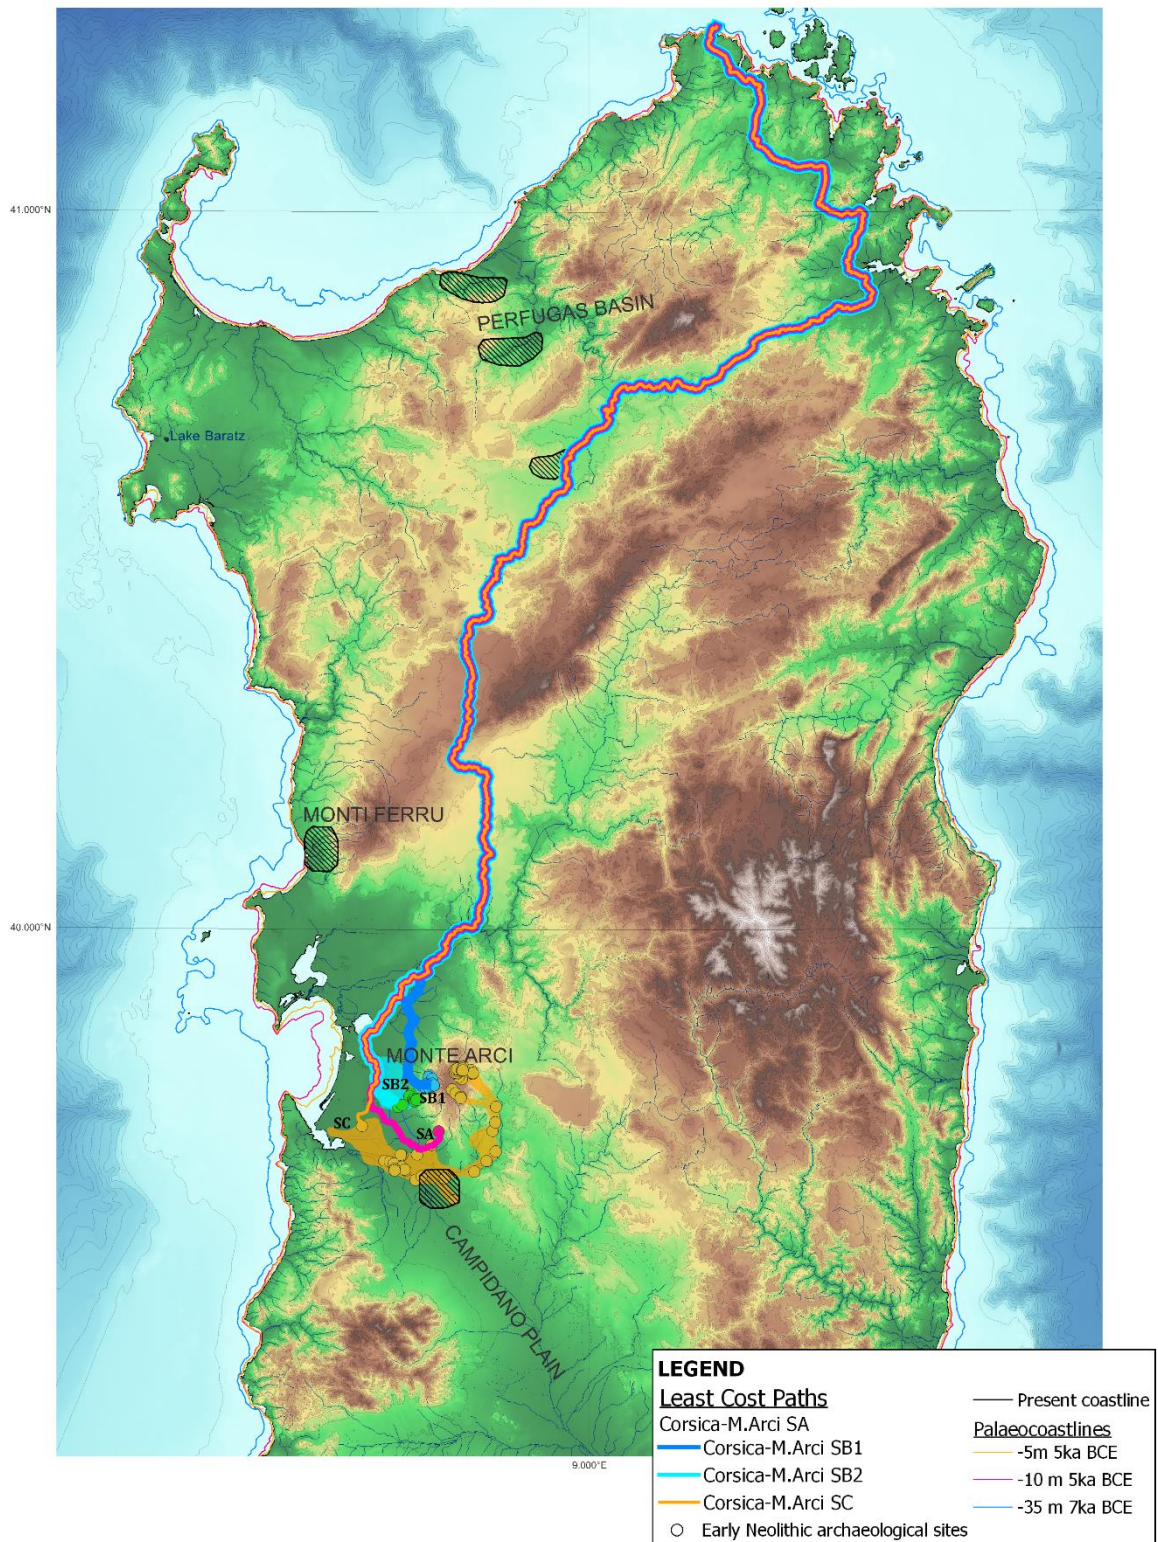 41.000°N
PERFUGAS BASIN
Lake Baratz
MONTI FERRU
40.000°N
MONTE ARCI
SB2
SB1
SC
SA
CAMPIDANO PLAIN
9.000°E
LEGEND
Least Cost Paths
Corsica-M.Arci SA
Corsica-M.Arci SB1
Corsica-M.Arci SB2
Corsica-M.Arci SC
Early Neolithic archaeological sites
Present coastline
Palaeocoastlines
-5m 5ka BCE
-10 m 5ka BCE
-35 m 7ka BCE